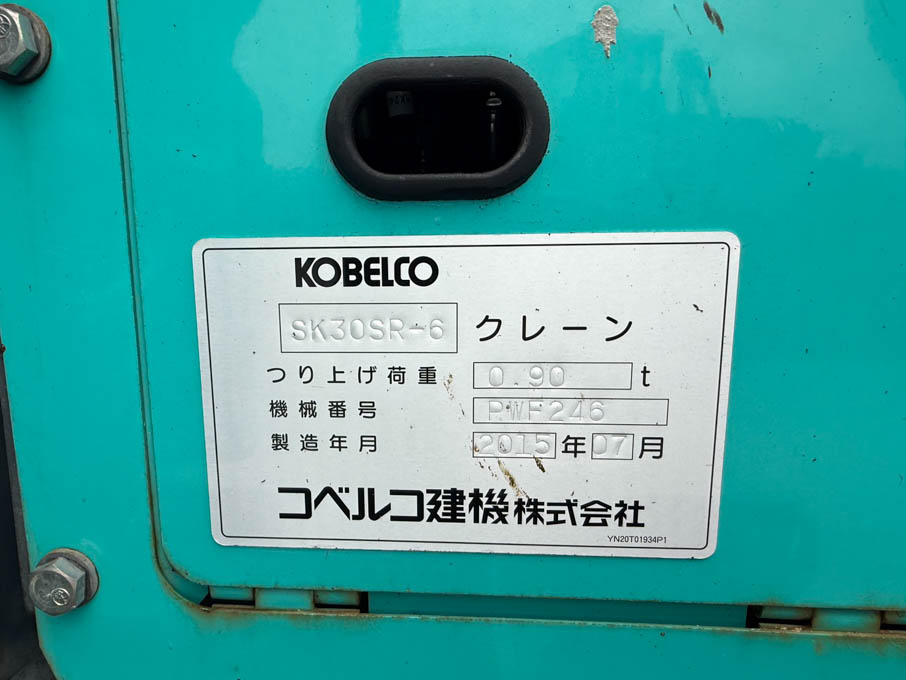 KOBELCO
SK30SR-6 クレーン
つり上げ荷重 0.90 t
機械番号 PWF246
製造年月 2015年07月
コベルコ建機株式会社
YN20T01934P1